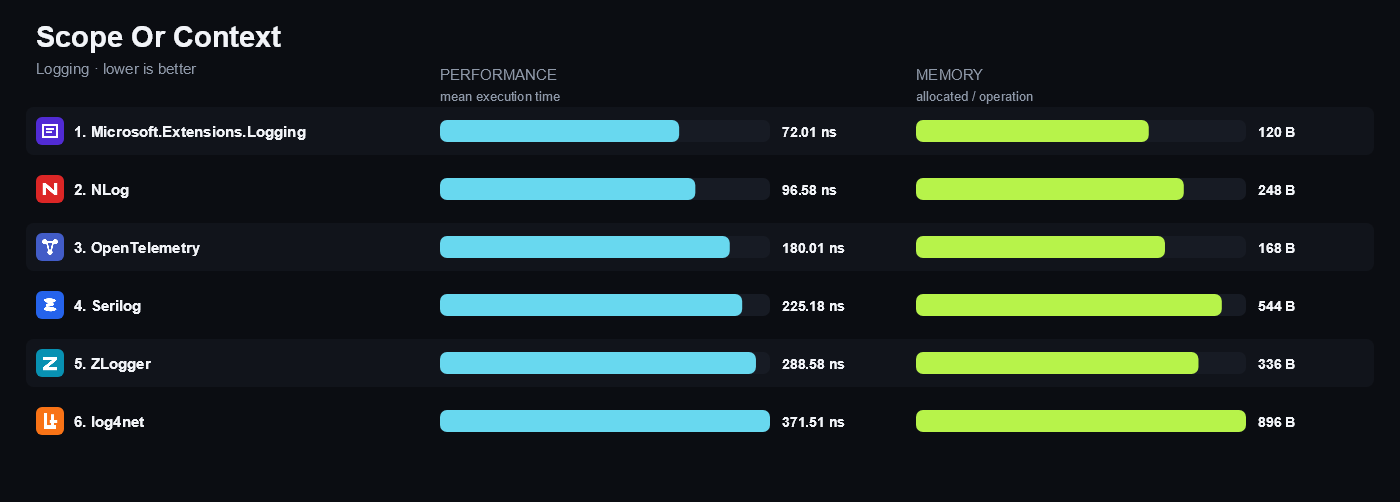 Scope Or Context
Logging · lower is better
PERFORMANCE
mean execution time
MEMORY
allocated / operation
1. Microsoft.Extensions.Logging 72.01 ns 120 B
2. NLog 96.58 ns 248 B
3. OpenTelemetry 180.01 ns 168 B
4. Serilog 225.18 ns 544 B
5. ZLogger 288.58 ns 336 B
6. log4net 371.51 ns 896 B